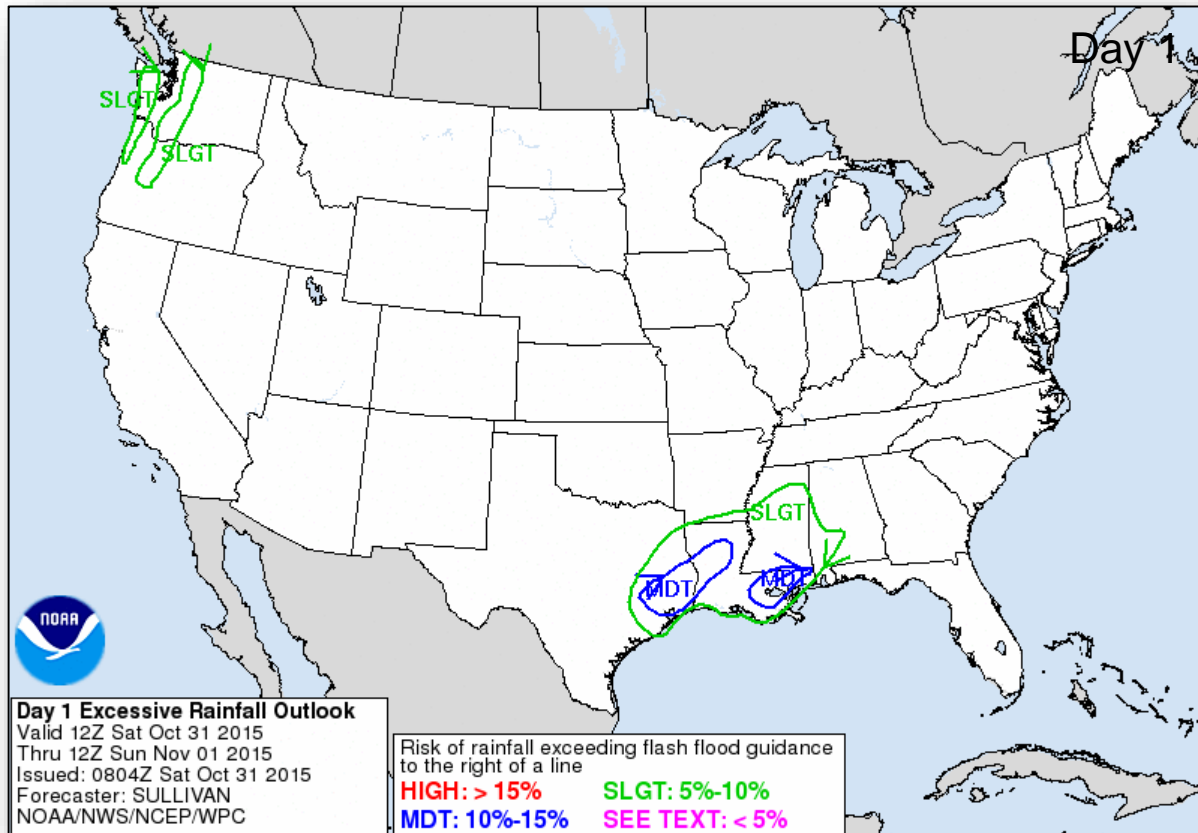 Day 1
SLGT
SLGT
SLGT
MDT
MDT
NOAA
Day 1 Excessive Rainfall Outlook
Valid 12Z Sat Oct 31 2015
Thru 12Z Sun Nov 01 2015
Issued: 0804Z Sat Oct 31 2015
Forecaster: SULLIVAN
NOAA/NWS/NCEP/WPC
Risk of rainfall exceeding flash flood guidance
to the right of a line
HIGH: > 15% SLGT: 5%-10%
MDT: 10%-15% SEE TEXT: < 5%